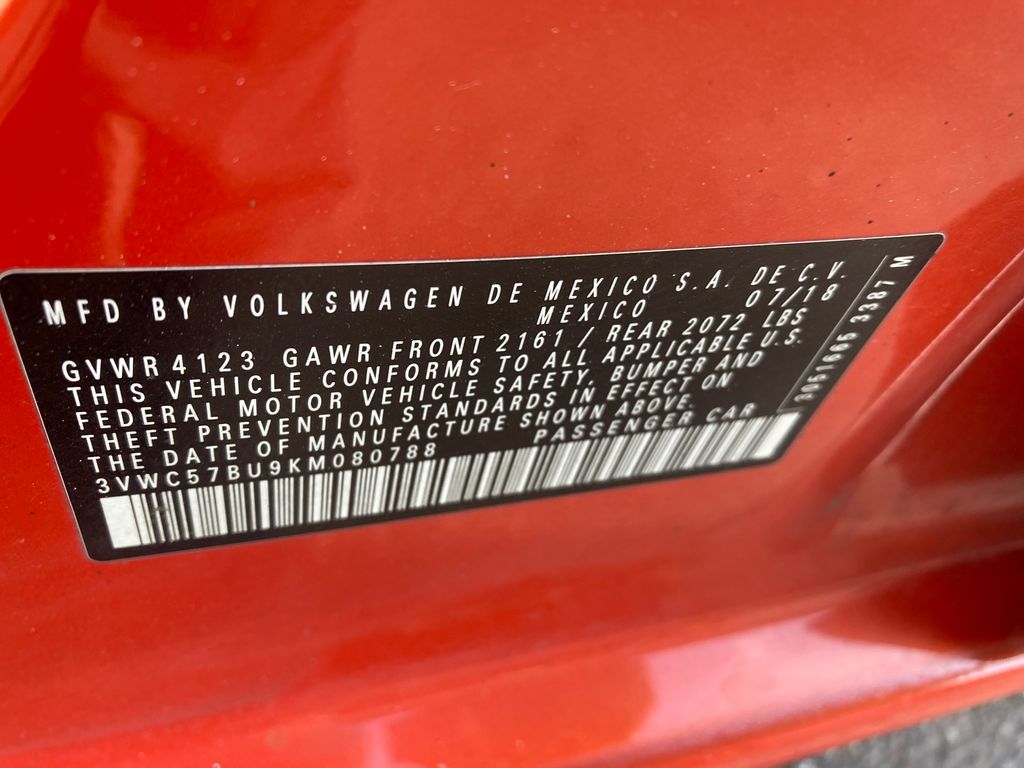 MFD BY VOLKSWAGEN DE MEXICO S.A. DE C.V.
MEXICO 07/18
GVWR 4123 GAWR FRONT 2161 / REAR 2072 LBS
THIS VEHICLE CONFORMS TO ALL APPLICABLE U.S.
FEDERAL MOTOR VEHICLE SAFETY, BUMPER AND
THEFT PREVENTION STANDARDS IN EFFECT ON
THE DATE OF MANUFACTURE SHOWN ABOVE.
3VWC57BU9KM080788 PASSENGER CAR
3387 M